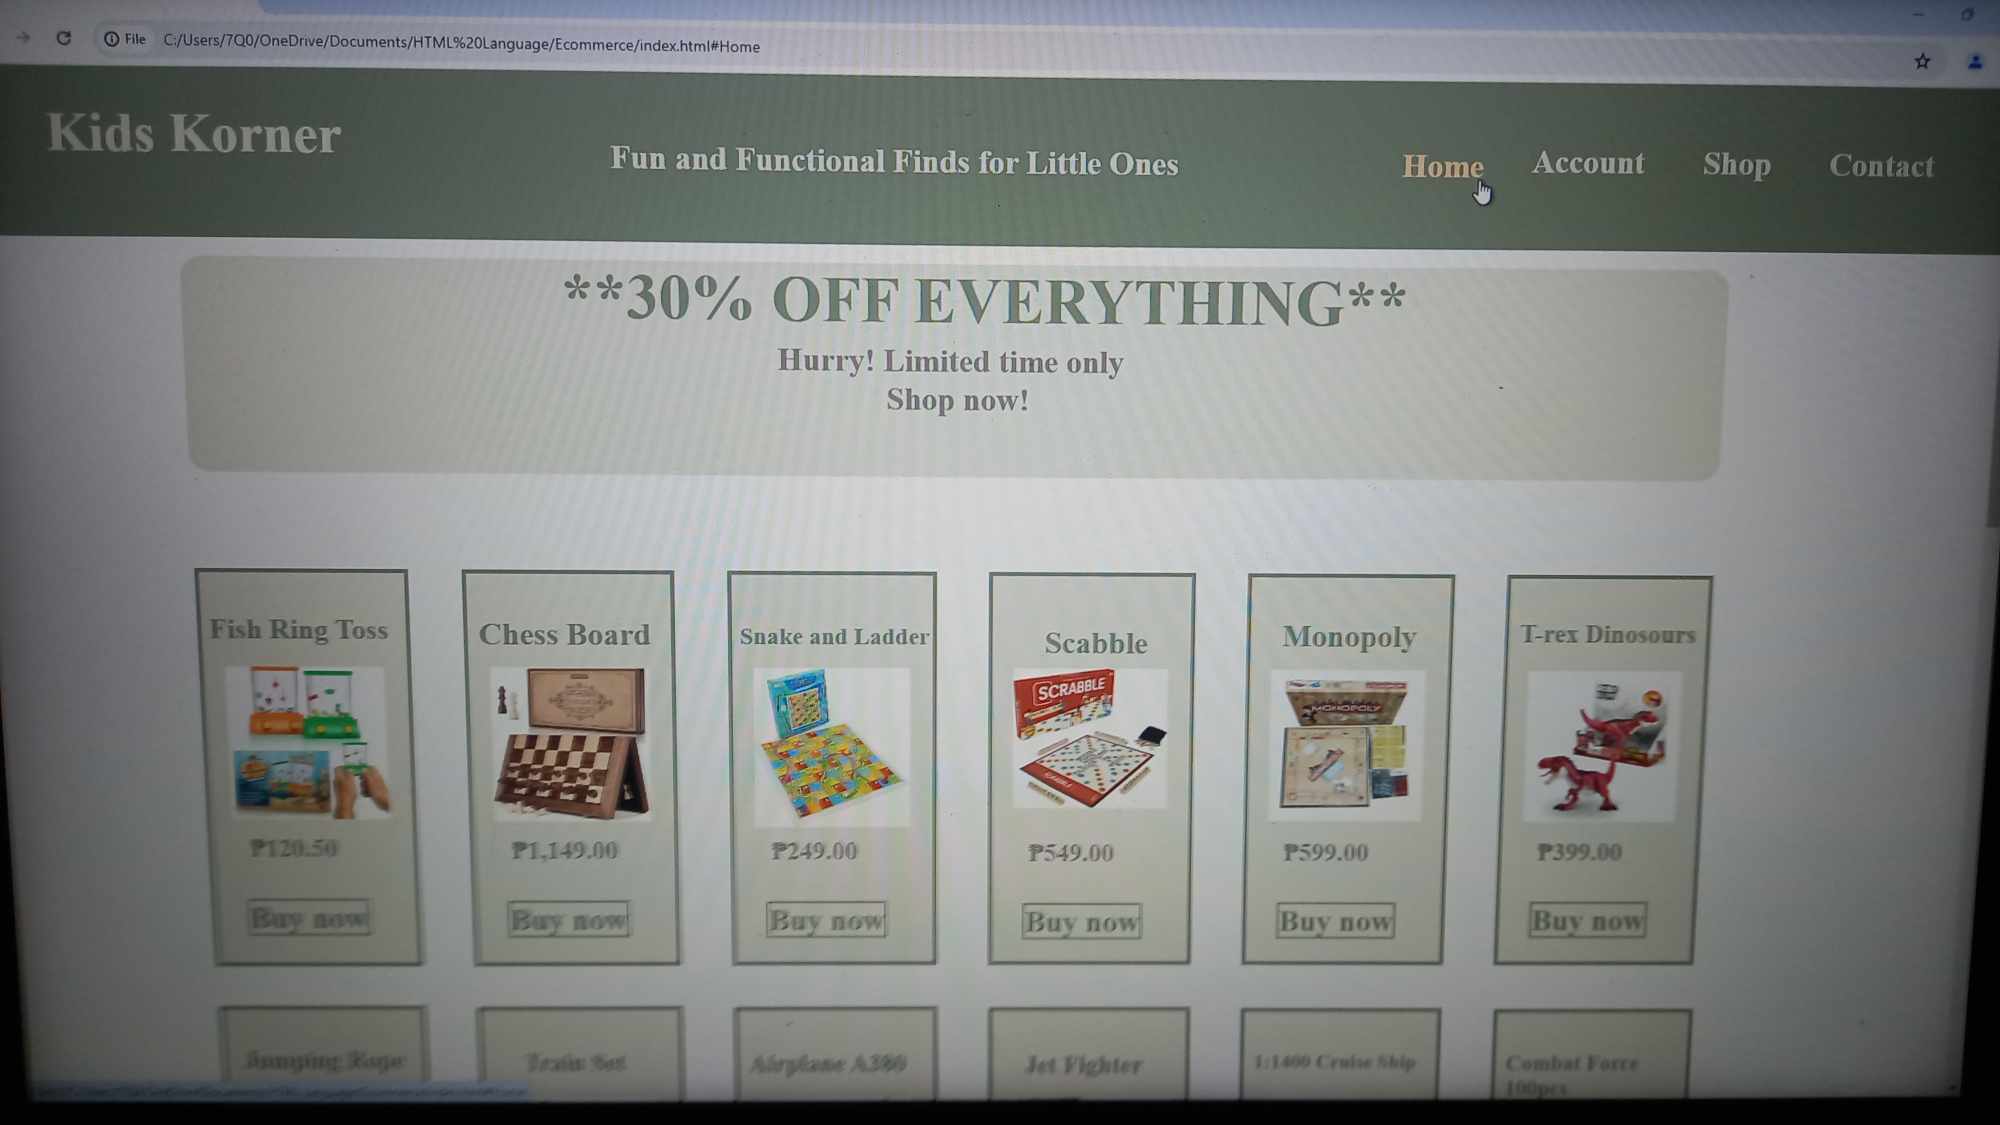 File C:/Users/7Q0/OneDrive/Documents/HTML%20Language/Ecommerce/index.html#Home
Kids Korner
Fun and Functional Finds for Little Ones
Home Account Shop Contact
**30% OFF EVERYTHING**
Hurry! Limited time only
Shop now!
Fish Ring Toss Chess Board Snake and Ladder Scabble Monopoly T-rex Dinosours
SCRABBLE
MONOPOLY
₱120.50 ₱1,149.00 ₱249.00 ₱549.00 ₱599.00 ₱399.00
Buy now Buy now Buy now Buy now Buy now Buy now
Jumping Rope Train Set Airplane A380 Jet Fighter 1:1400 Cruise Ship Combat Force
100pcs